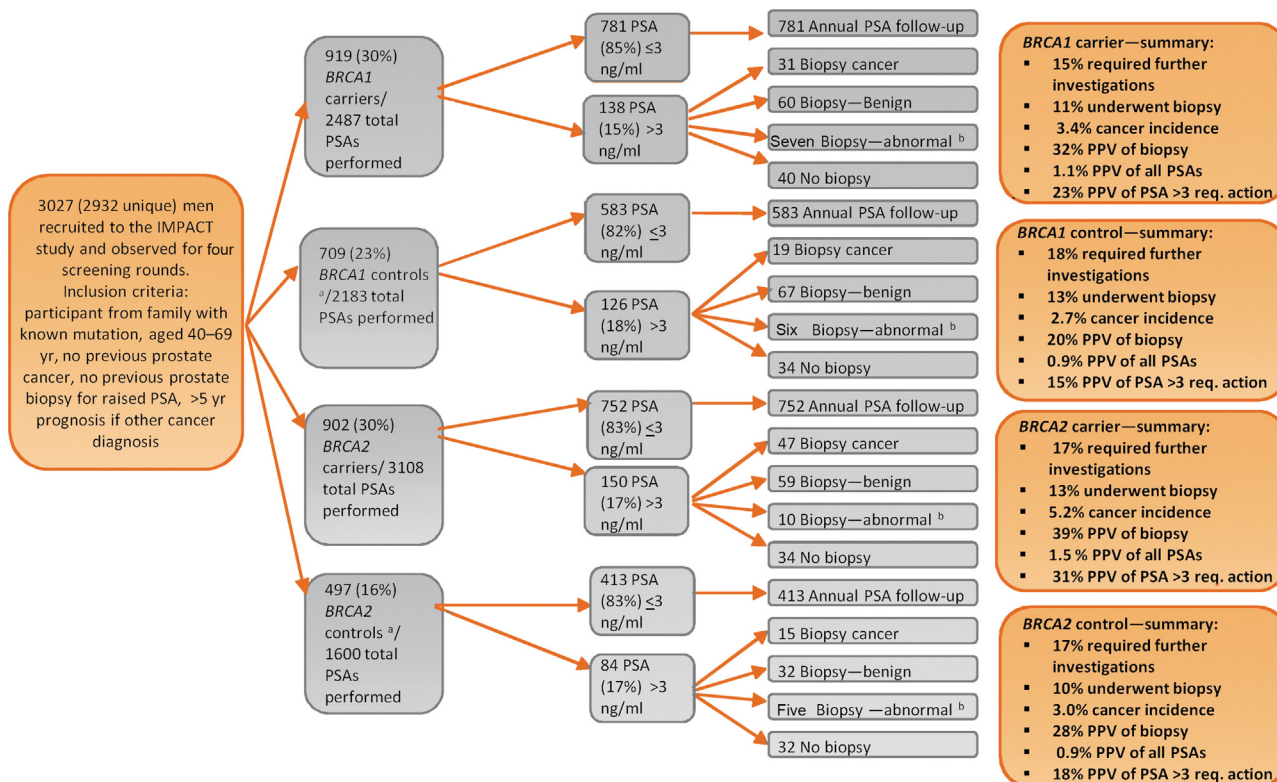 3027 (2932 unique) men
recruited to the IMPACT
study and observed for four
screening rounds.
Inclusion criteria:
participant from family with
known mutation, aged 40–69
yr, no previous prostate
cancer, no previous prostate
biopsy for raised PSA, >5 yr
prognosis if other cancer
diagnosis
919 (30%)
BRCA1
carriers/
2487 total
PSAs
performed
781 PSA
(85%) ≤3
ng/ml
781 Annual PSA follow-up
138 PSA
(15%) >3
ng/ml
31 Biopsy cancer
60 Biopsy—Benign
Seven Biopsy—abnormal b
40 No biopsy
BRCA1 carrier—summary:
▪ 15% required further
investigations
▪ 11% underwent biopsy
▪ 3.4% cancer incidence
▪ 32% PPV of biopsy
▪ 1.1% PPV of all PSAs
▪ 23% PPV of PSA >3 req. action
709 (23%)
BRCA1 controls
a/2183 total
PSAs performed
583 PSA
(82%) ≤3
ng/ml
583 Annual PSA follow-up
126 PSA
(18%) >3
ng/ml
19 Biopsy cancer
67 Biopsy—benign
Six Biopsy—abnormal b
34 No biopsy
BRCA1 control—summary:
▪ 18% required further
investigations
▪ 13% underwent biopsy
▪ 2.7% cancer incidence
▪ 20% PPV of biopsy
▪ 0.9% PPV of all PSAs
▪ 15% PPV of PSA >3 req. action
902 (30%)
BRCA2
carriers/ 3108
total PSAs
performed
752 PSA
(83%) ≤3
ng/ml
752 Annual PSA follow-up
150 PSA
(17%) >3
ng/ml
47 Biopsy cancer
59 Biopsy—benign
10 Biopsy—abnormal b
34 No biopsy
BRCA2 carrier—summary:
▪ 17% required further
investigations
▪ 13% underwent biopsy
▪ 5.2% cancer incidence
▪ 39% PPV of biopsy
▪ 1.5 % PPV of all PSAs
▪ 31% PPV of PSA >3 req. action
497 (16%)
BRCA2
controls a/
1600 total
PSAs
performed
413 PSA
(83%) ≤3
ng/ml
413 Annual PSA follow-up
84 PSA
(17%) >3
ng/ml
15 Biopsy cancer
32 Biopsy—benign
Five Biopsy —abnormal b
32 No biopsy
BRCA2 control—summary:
▪ 17% required further
investigations
▪ 10% underwent biopsy
▪ 3.0% cancer incidence
▪ 28% PPV of biopsy
▪ 0.9% PPV of all PSAs
▪ 18% PPV of PSA >3 req. action